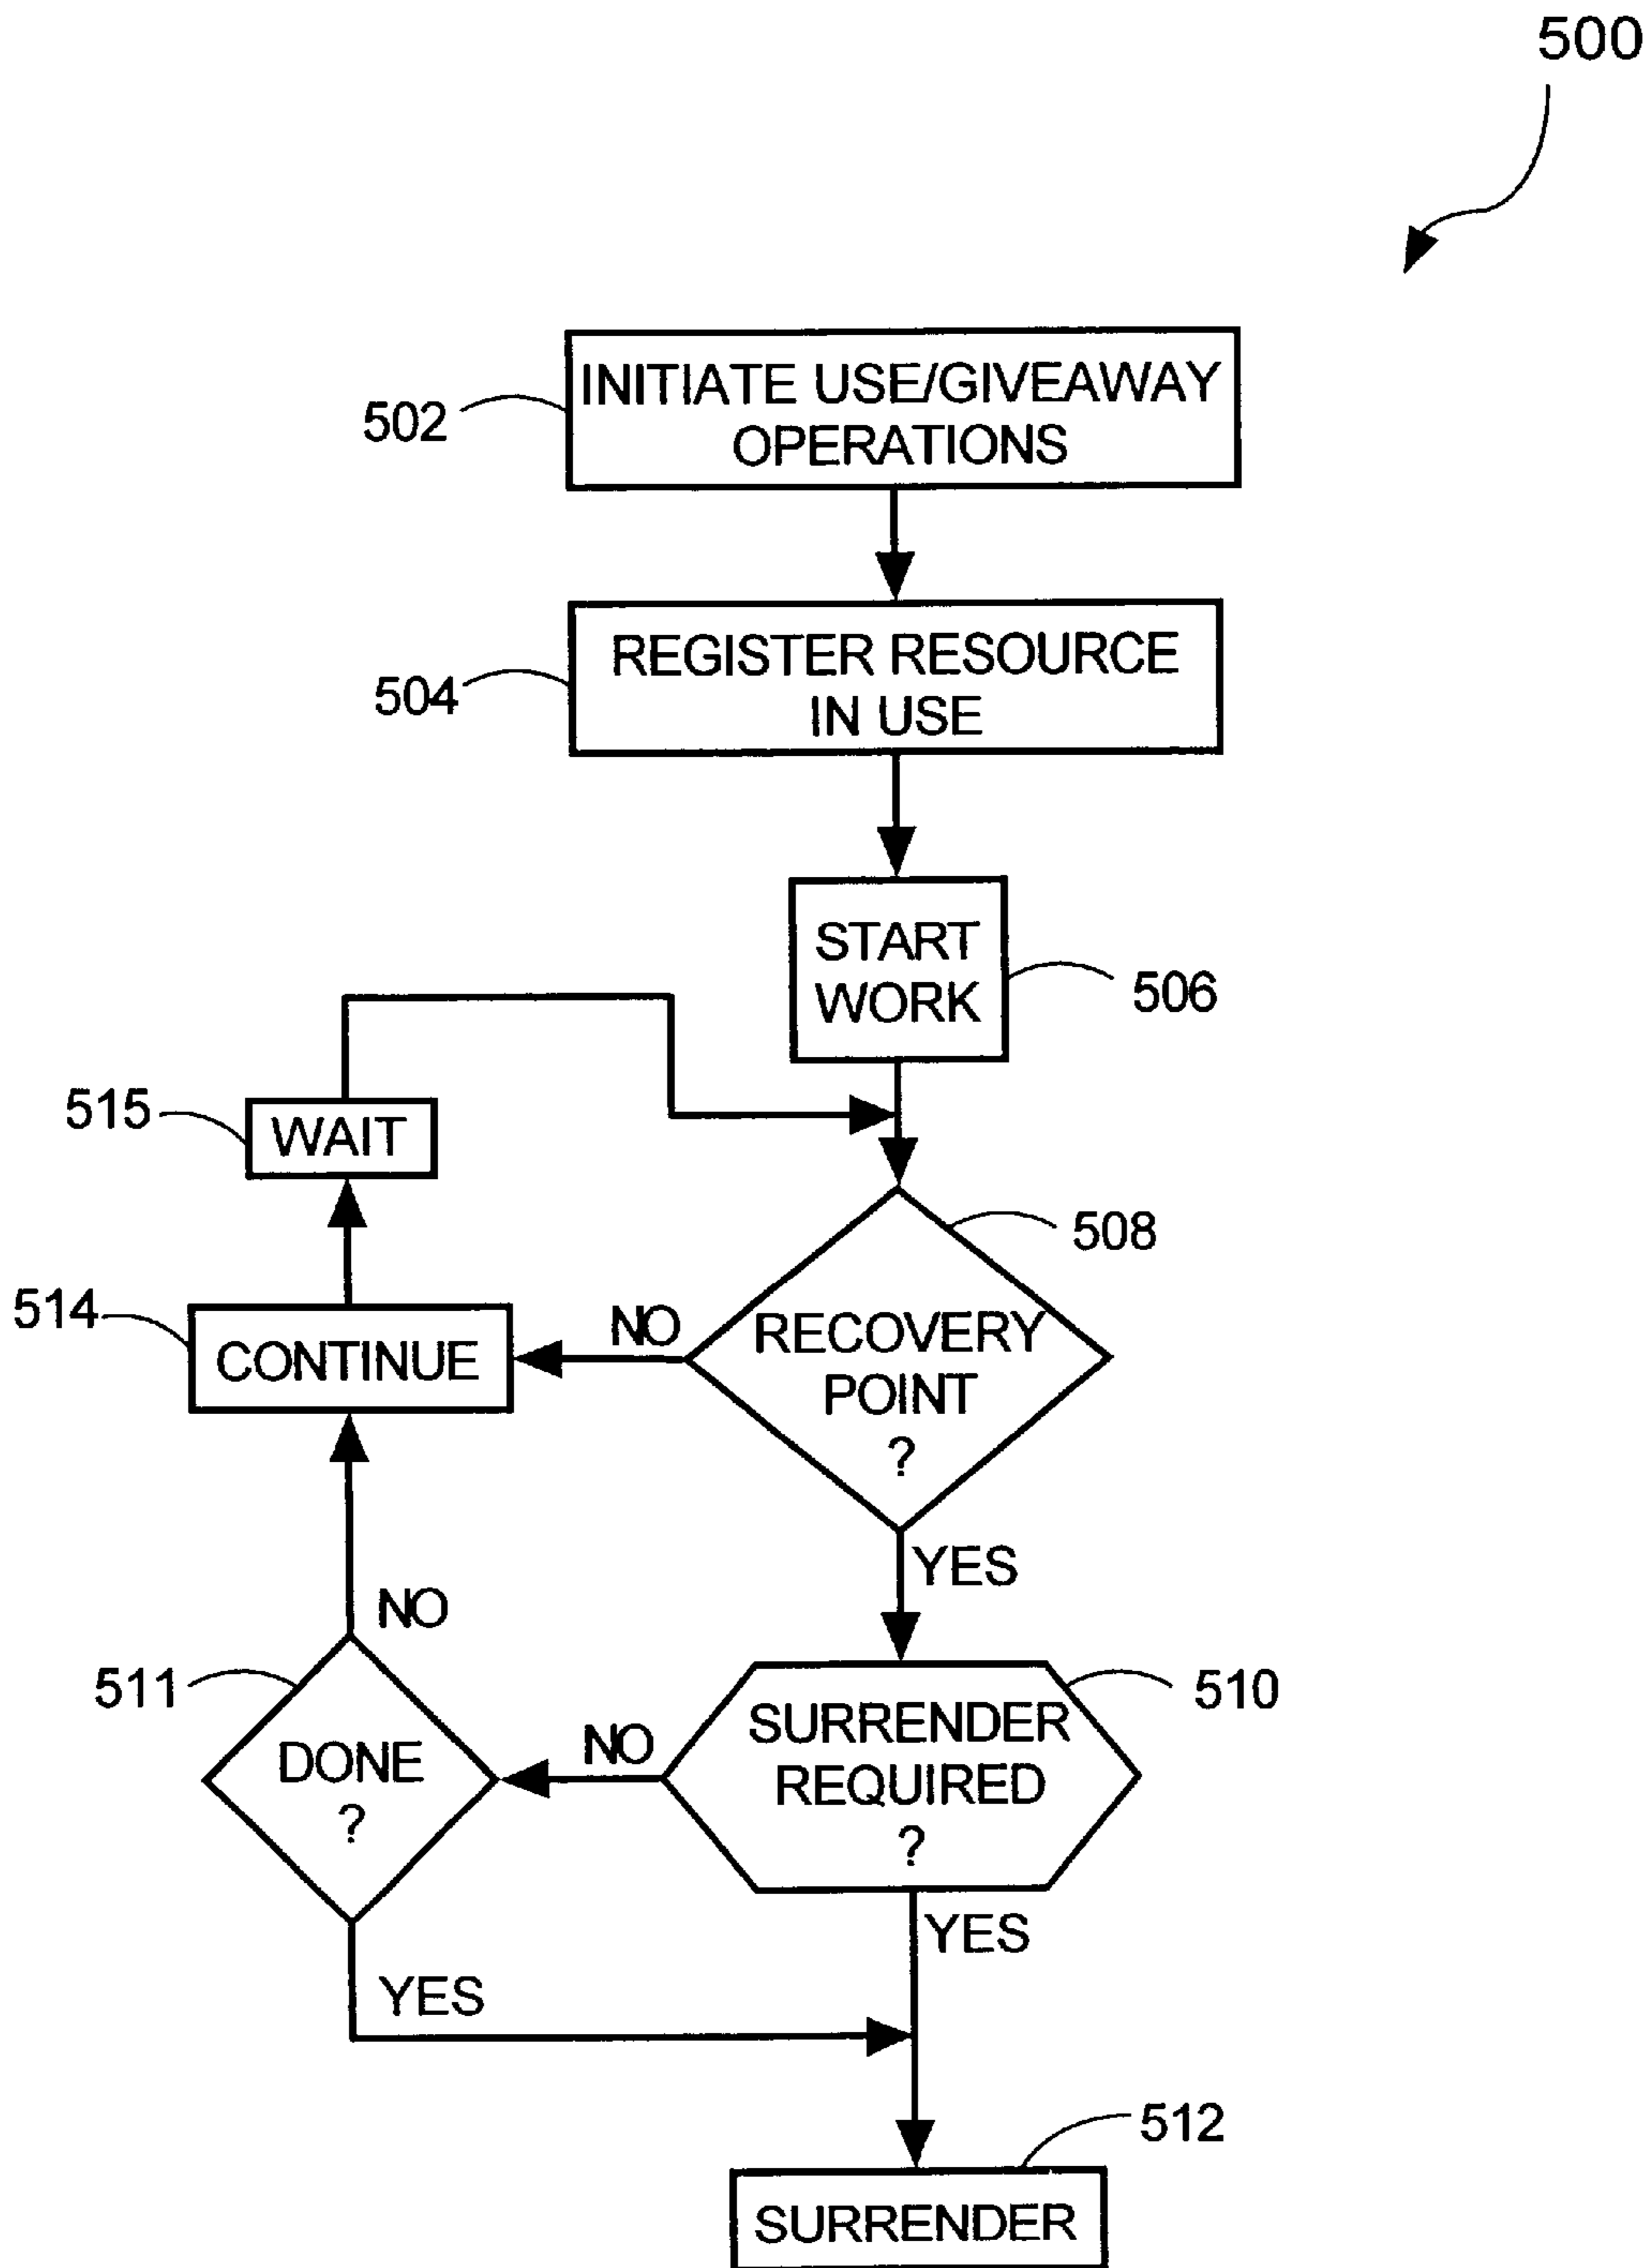 500
INITIATE USE/GIVEAWAY
OPERATIONS
502
REGISTER RESOURCE
IN USE
504
START
WORK
506
515
WAIT
508
514
CONTINUE
NO
RECOVERY
POINT
?
YES
NO
511
DONE
?
NO
SURRENDER
REQUIRED
?
510
YES
YES
512
SURRENDER